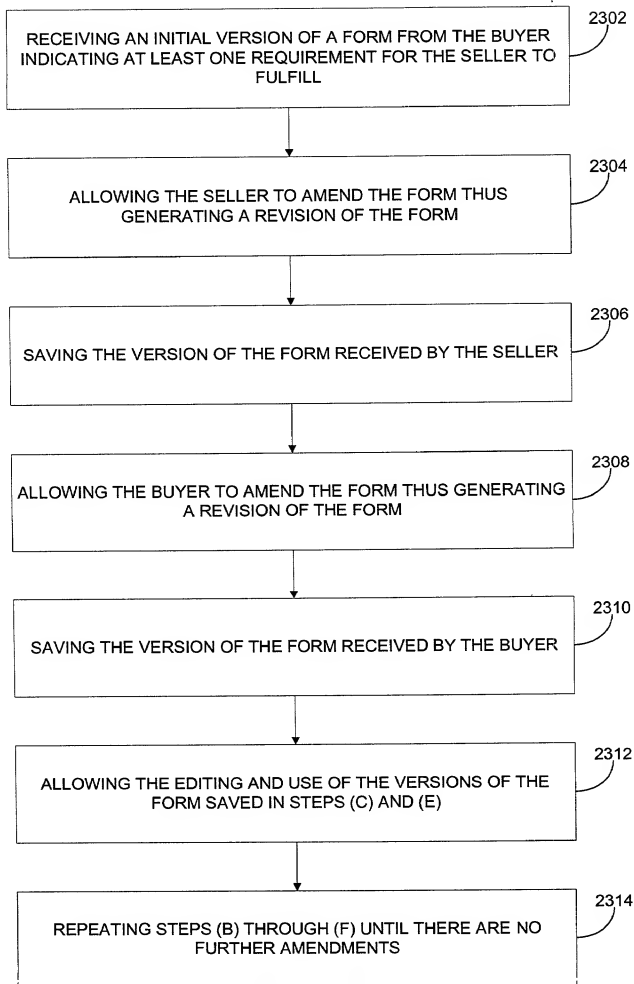 2302
RECEIVING AN INITIAL VERSION OF A FORM FROM THE BUYER
INDICATING AT LEAST ONE REQUIREMENT FOR THE SELLER TO
FULFILL
2304
ALLOWING THE SELLER TO AMEND THE FORM THUS
GENERATING A REVISION OF THE FORM
2306
SAVING THE VERSION OF THE FORM RECEIVED BY THE SELLER
2308
ALLOWING THE BUYER TO AMEND THE FORM THUS GENERATING
A REVISION OF THE FORM
2310
SAVING THE VERSION OF THE FORM RECEIVED BY THE BUYER
2312
ALLOWING THE EDITING AND USE OF THE VERSIONS OF THE
FORM SAVED IN STEPS (C) AND (E)
2314
REPEATING STEPS (B) THROUGH (F) UNTIL THERE ARE NO
FURTHER AMENDMENTS